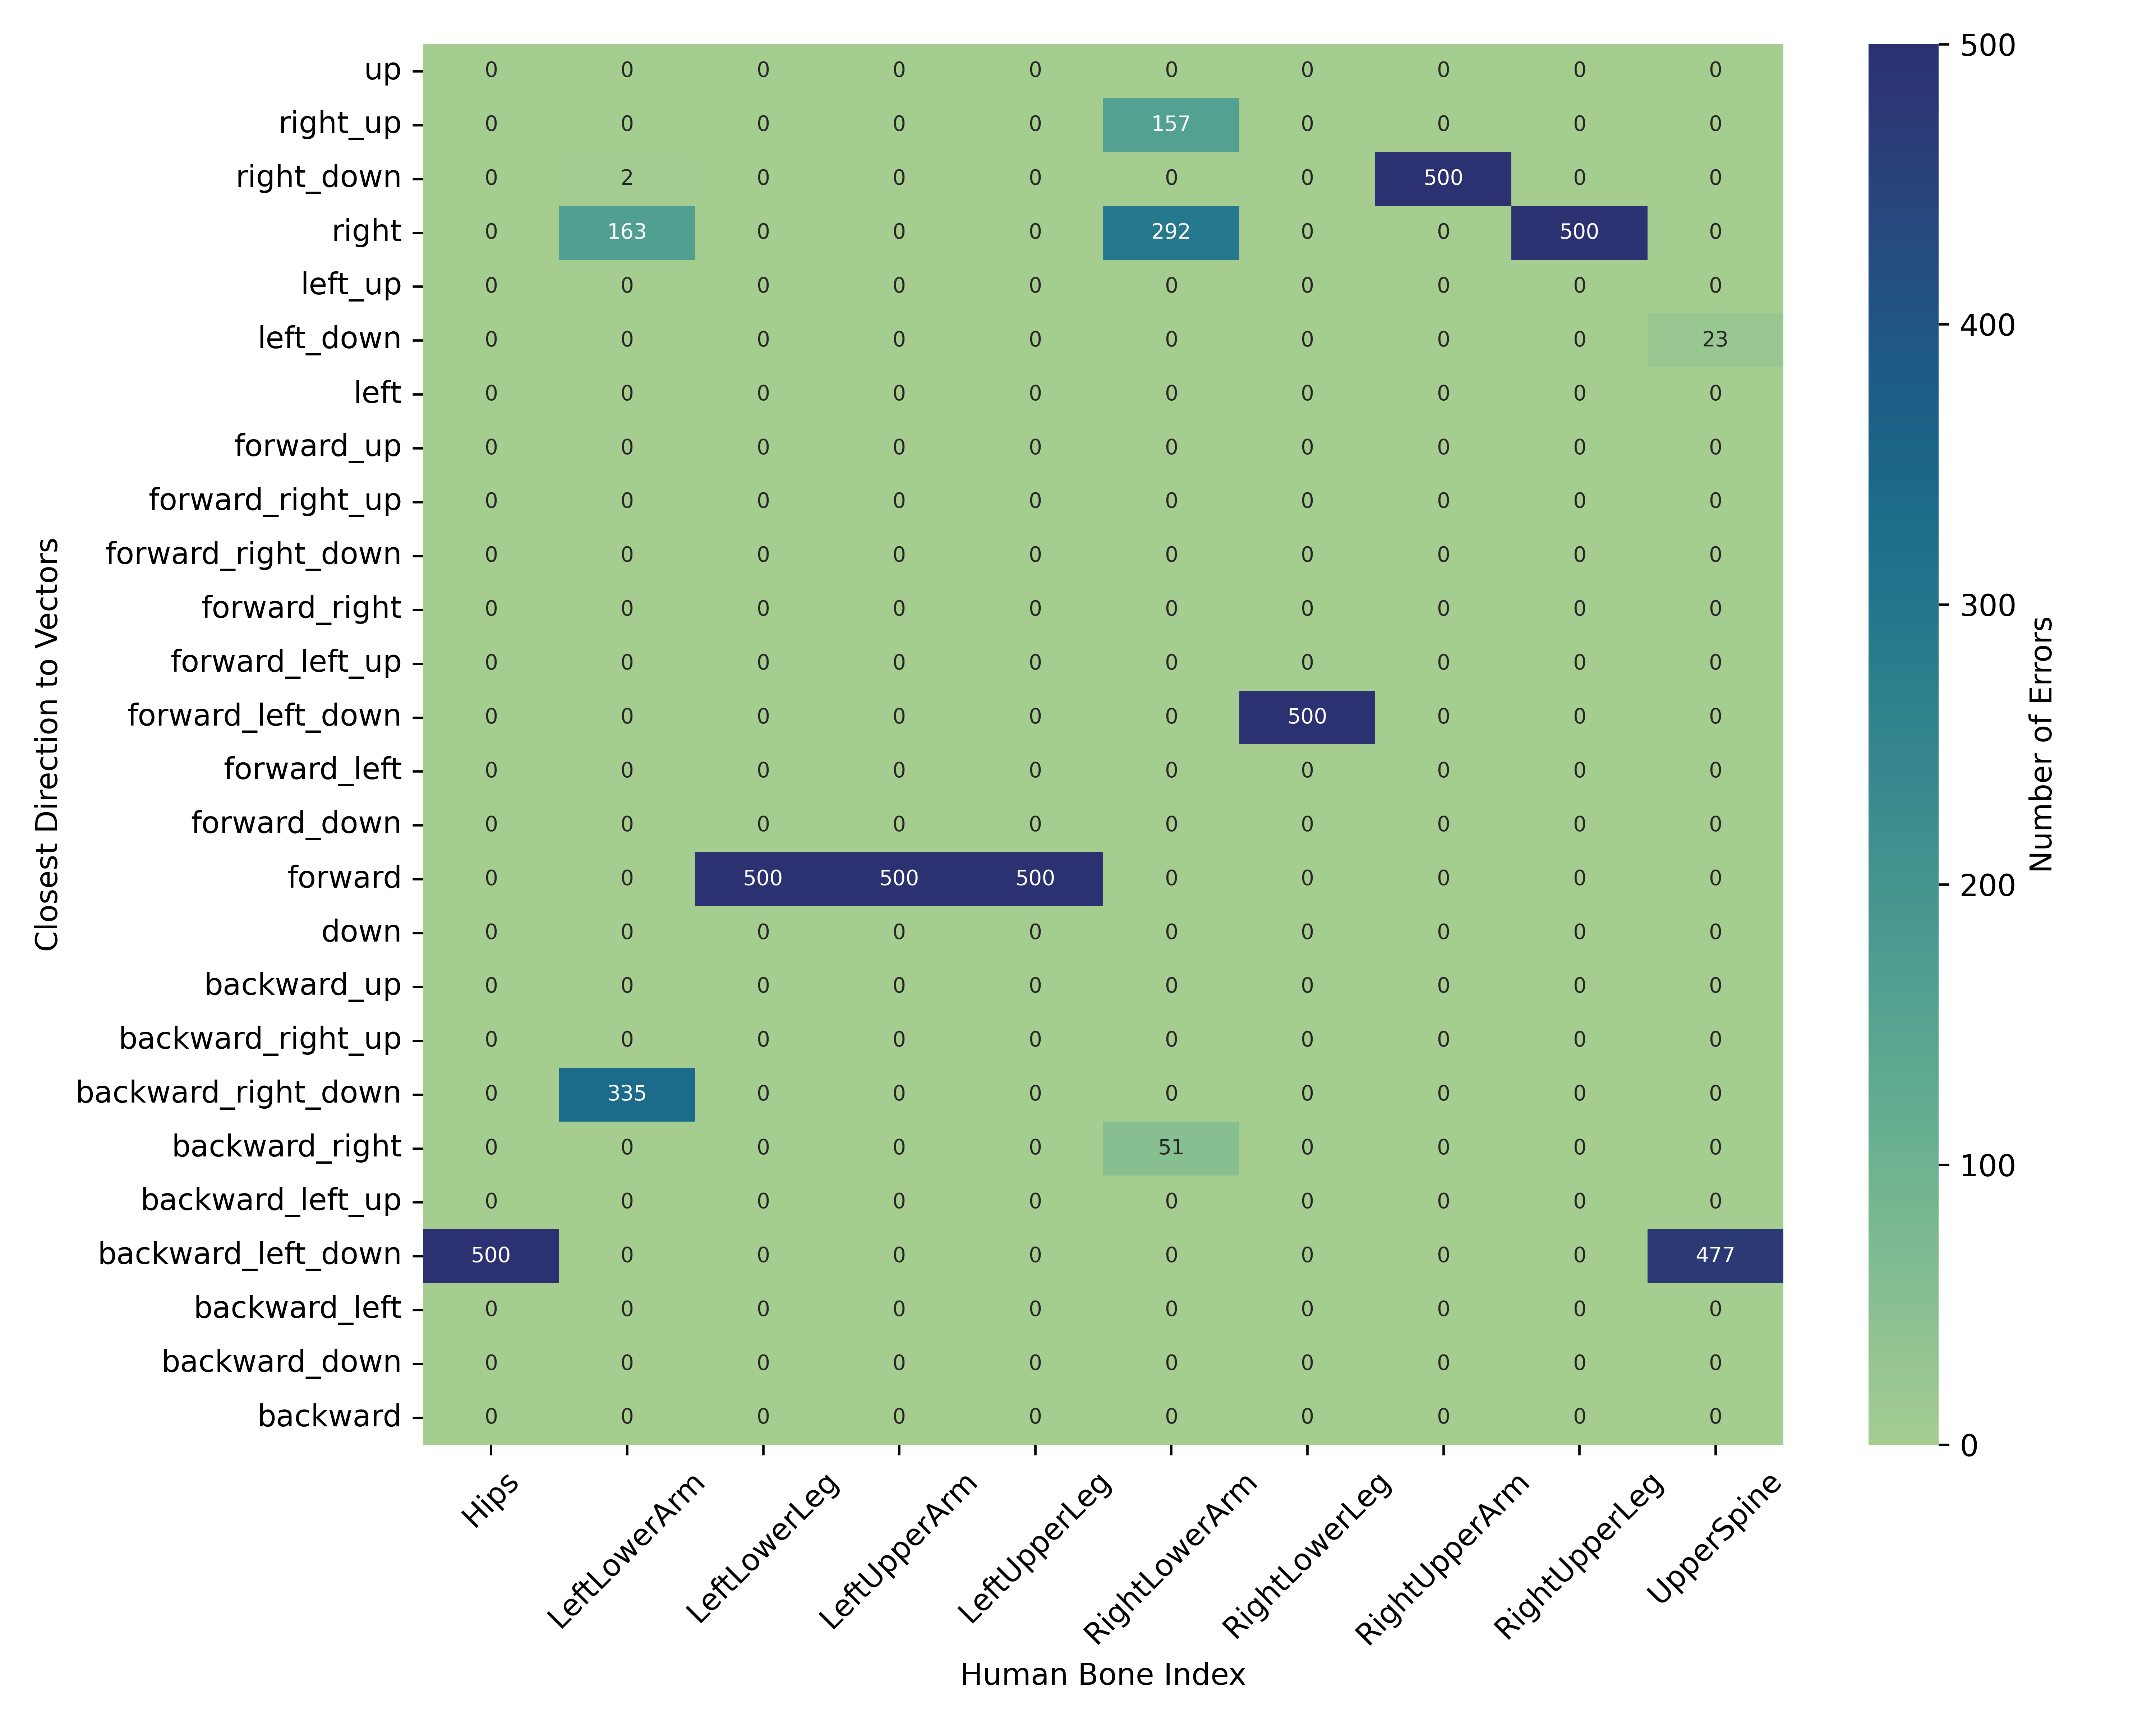 up 0 0 0 0 0 0 0 0 0 0
right_up 0 0 0 0 0 157 0 0 0 0
right_down 0 2 0 0 0 0 0 500 0 0
right 0 163 0 0 0 292 0 0 500 0
left_up 0 0 0 0 0 0 0 0 0 0
left_down 0 0 0 0 0 0 0 0 0 23
left 0 0 0 0 0 0 0 0 0 0
forward_up 0 0 0 0 0 0 0 0 0 0
forward_right_up 0 0 0 0 0 0 0 0 0 0
forward_right_down 0 0 0 0 0 0 0 0 0 0
forward_right 0 0 0 0 0 0 0 0 0 0
forward_left_up 0 0 0 0 0 0 0 0 0 0
forward_left_down 0 0 0 0 0 0 500 0 0 0
forward_left 0 0 0 0 0 0 0 0 0 0
forward_down 0 0 0 0 0 0 0 0 0 0
forward 0 0 500 500 500 0 0 0 0 0
down 0 0 0 0 0 0 0 0 0 0
backward_up 0 0 0 0 0 0 0 0 0 0
backward_right_up 0 0 0 0 0 0 0 0 0 0
backward_right_down 0 335 0 0 0 0 0 0 0 0
backward_right 0 0 0 0 0 51 0 0 0 0
backward_left_up 0 0 0 0 0 0 0 0 0 0
backward_left_down 500 0 0 0 0 0 0 0 0 477
backward_left 0 0 0 0 0 0 0 0 0 0
backward_down 0 0 0 0 0 0 0 0 0 0
backward 0 0 0 0 0 0 0 0 0 0
Hips LeftLowerArm LeftLowerLeg LeftUpperArm LeftUpperLeg RightLowerArm RightLowerLeg RightUpperArm RightUpperLeg UpperSpine
Human Bone Index
Closest Direction to Vectors
500
400
300
200
100
0
Number of Errors